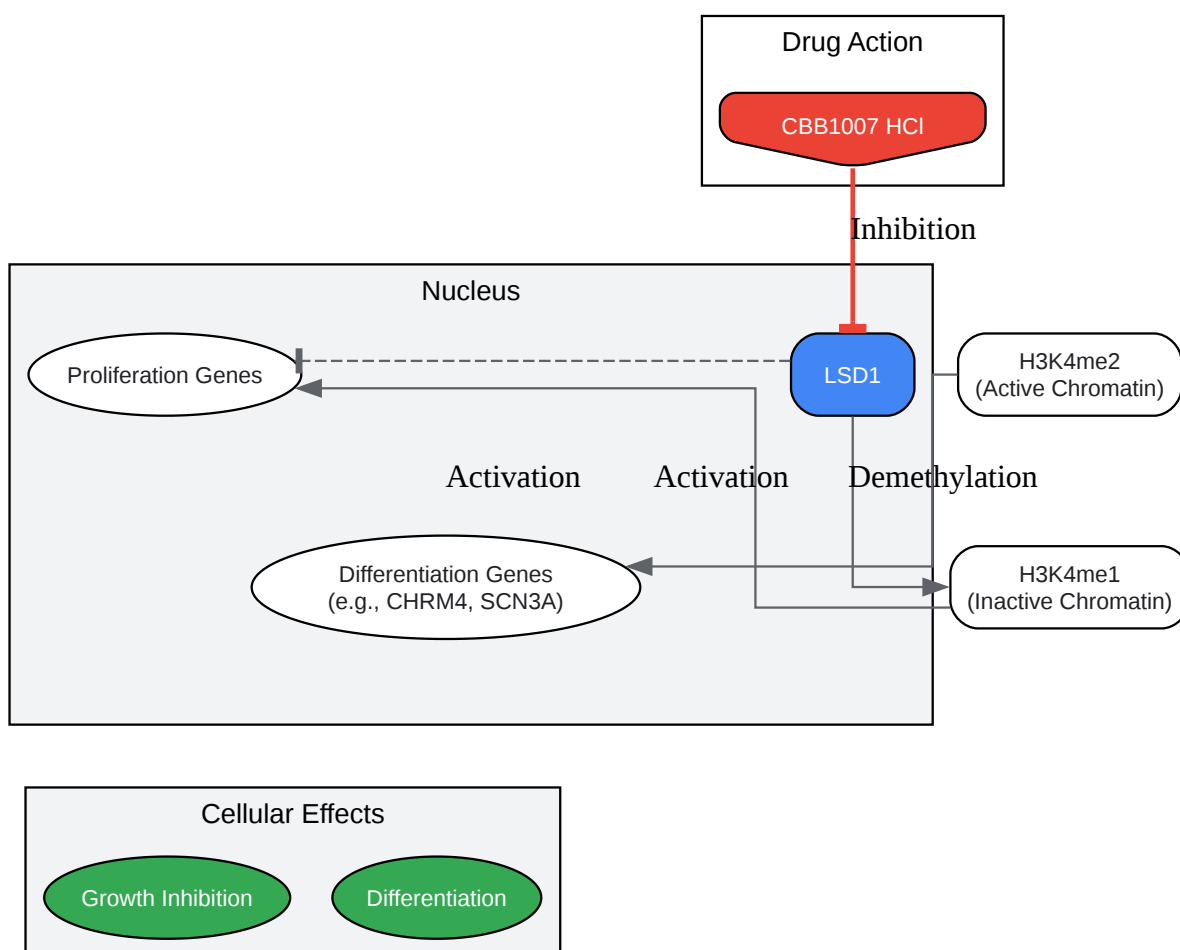 Drug Action
CBB1007 HCl
Inhibition
Nucleus
Proliferation Genes
LSD1
H3K4me2
(Active Chromatin)
Activation
Activation
Demethylation
Differentiation Genes
(e.g., CHRM4, SCN3A)
H3K4me1
(Inactive Chromatin)
Cellular Effects
Growth Inhibition
Differentiation